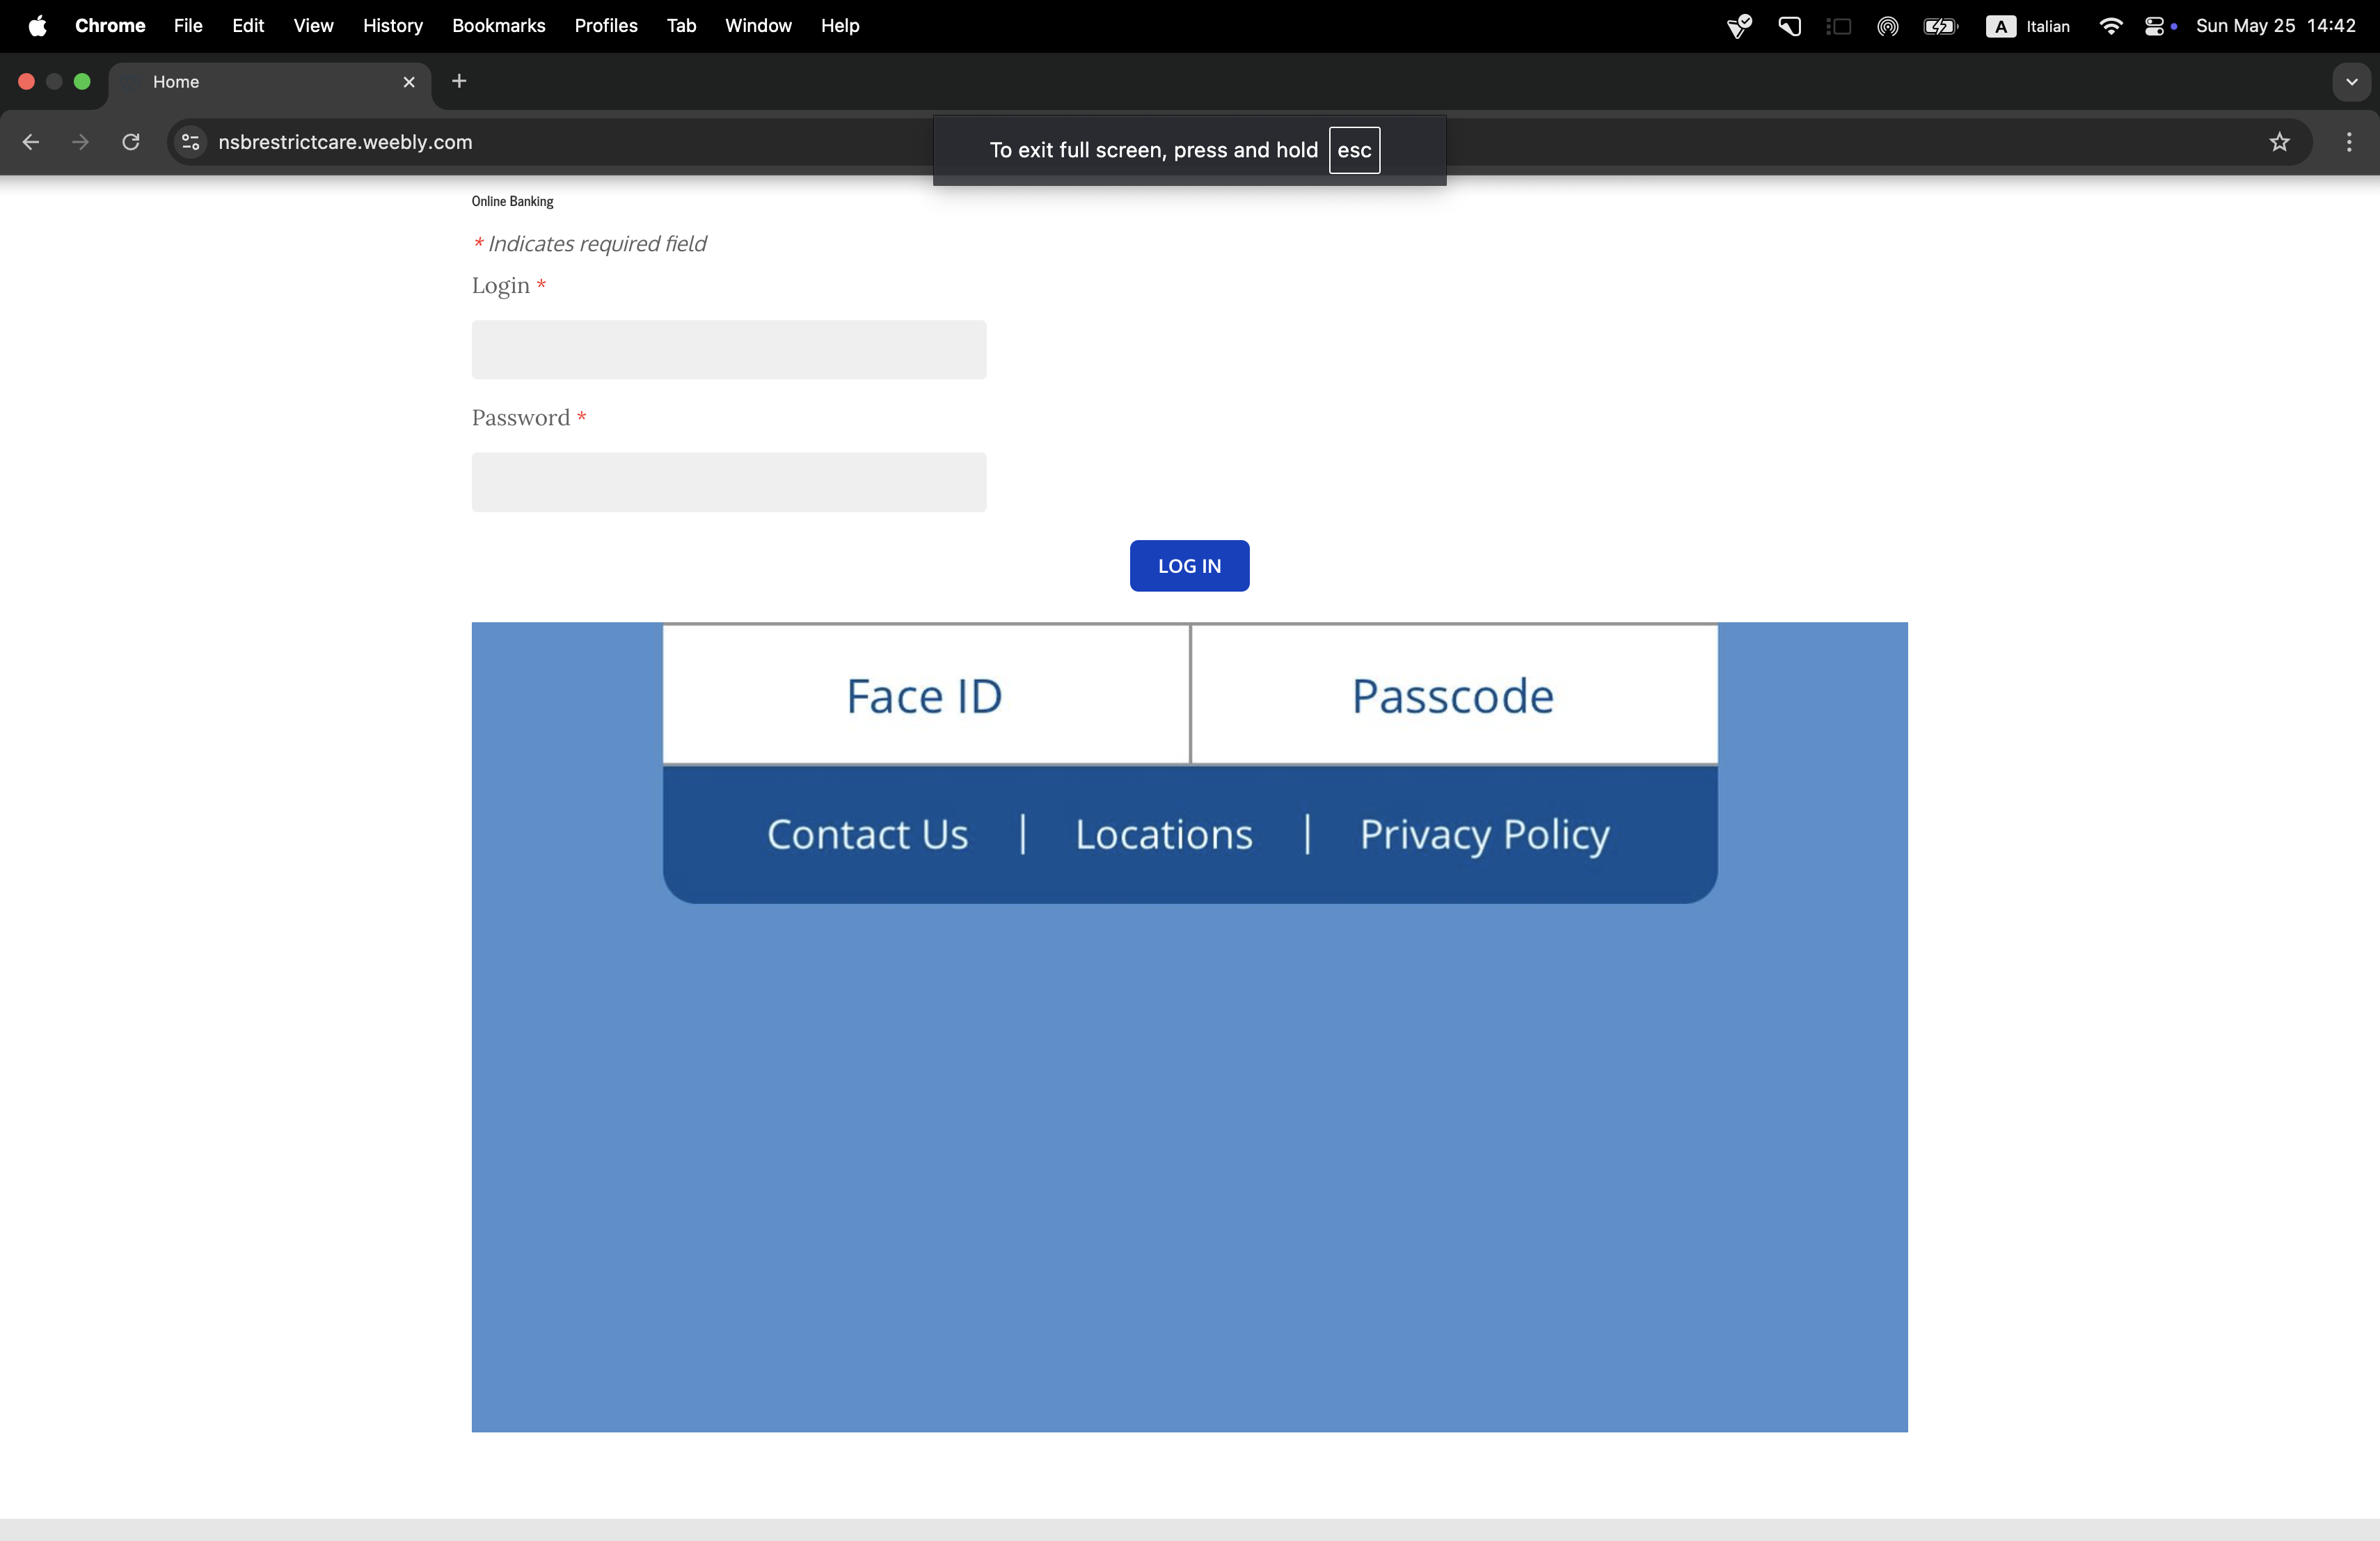 Chrome File Edit View History Bookmarks Profiles Tab Window Help A Italian Sun May 25 14:42
Home
nsbrestrictcare.weebly.com
To exit full screen, press and hold esc
Online Banking
* Indicates required field
Login *
Password *
LOG IN
Face ID Passcode
Contact Us | Locations | Privacy Policy